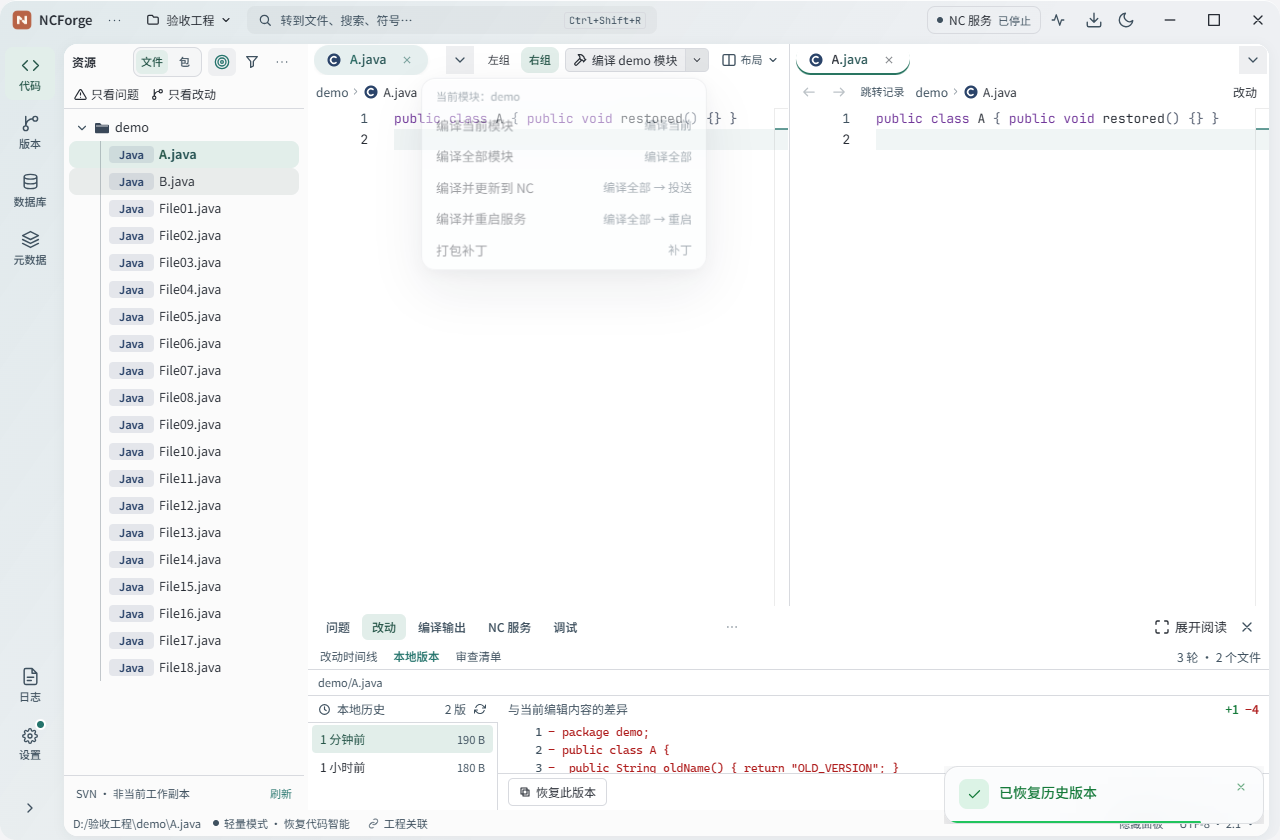 NCForge ··· 验收工程 转到文件、搜索、符号··· Ctrl+Shift+R NC 服务 已停止
代码
版本
数据库
元数据
日志
设置
资源 文件 包 ···
只看问题 只看改动
demo
Java A.java
Java B.java
Java File01.java
Java File02.java
Java File03.java
Java File04.java
Java File05.java
Java File06.java
Java File07.java
Java File08.java
Java File09.java
Java File10.java
Java File11.java
Java File12.java
Java File13.java
Java File14.java
Java File15.java
Java File16.java
Java File17.java
Java File18.java
SVN · 非当前工作副本 刷新
A.java × 左组 右组 编译 demo 模块 布局
demo › A.java
1 public class A { public void restored() {} }
2
当前模块: demo
编译当前模块 编译当前
编译全部模块 编译全部
编译并更新到 NC 编译全部 → 投送
编译并重启服务 编译全部 → 重启
打包补丁 补丁
A.java ×
← → 跳转记录 demo › A.java 改动
1 public class A { public void restored() {} }
2
问题 改动 编译输出 NC 服务 调试 ··· 展开阅读
改动时间线 本地版本 审查清单 3 轮 · 2 个文件
demo/A.java
本地历史 2 版
1 分钟前 190 B
1 小时前 180 B
与当前编辑内容的差异 +1 −4
1 − package demo;
2 − public class A {
3 − public String oldName() { return "OLD_VERSION"; }
恢复此版本
已恢复历史版本 ×
D:/验收工程\demo\A.java 轻量模式 · 恢复代码智能 工程关联